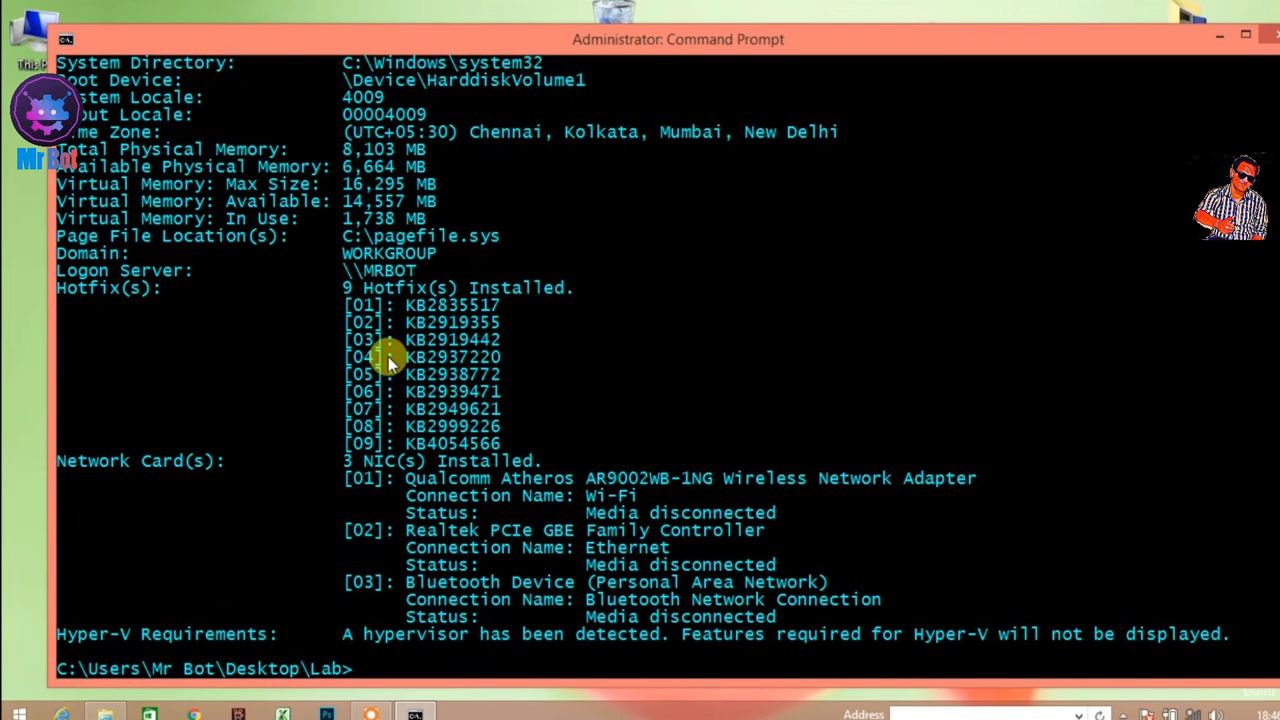 Administrator: Command Prompt
This P
Mr Bot
System Directory: C:\Windows\system32
Boot Device: \Device\HarddiskVolume1
System Locale: 4009
Input Locale: 00004009
Time Zone: (UTC+05:30) Chennai, Kolkata, Mumbai, New Delhi
Total Physical Memory: 8,103 MB
Available Physical Memory: 6,664 MB
Virtual Memory: Max Size: 16,295 MB
Virtual Memory: Available: 14,557 MB
Virtual Memory: In Use: 1,738 MB
Page File Location(s): C:\pagefile.sys
Domain: WORKGROUP
Logon Server: \\MRBOT
Hotfix(s): 9 Hotfix(s) Installed.
[01]: KB2835517
[02]: KB2919355
[03]: KB2919442
[04]: KB2937220
[05]: KB2938772
[06]: KB2939471
[07]: KB2949621
[08]: KB2999226
[09]: KB4054566
Network Card(s): 3 NIC(s) Installed.
[01]: Qualcomm Atheros AR9002WB-1NG Wireless Network Adapter
Connection Name: Wi-Fi
Status: Media disconnected
[02]: Realtek PCIe GBE Family Controller
Connection Name: Ethernet
Status: Media disconnected
[03]: Bluetooth Device (Personal Area Network)
Connection Name: Bluetooth Network Connection
Status: Media disconnected
Hyper-V Requirements: A hypervisor has been detected. Features required for Hyper-V will not be displayed.
C:\Users\Mr Bot\Desktop\Lab>
Address